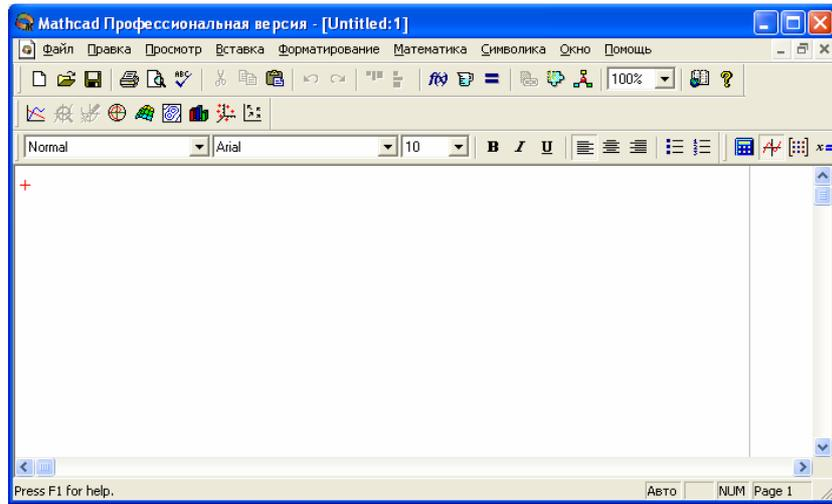 Mathcad Профессиональная версия - [Untitled:1]
Файл Правка Просмотр Вставка Форматирование Математика Символика Окно Помощь
ABC f(x) = 100% ?
Normal Arial 10 B I U x=
Press F1 for help. Авто NUM Page 1